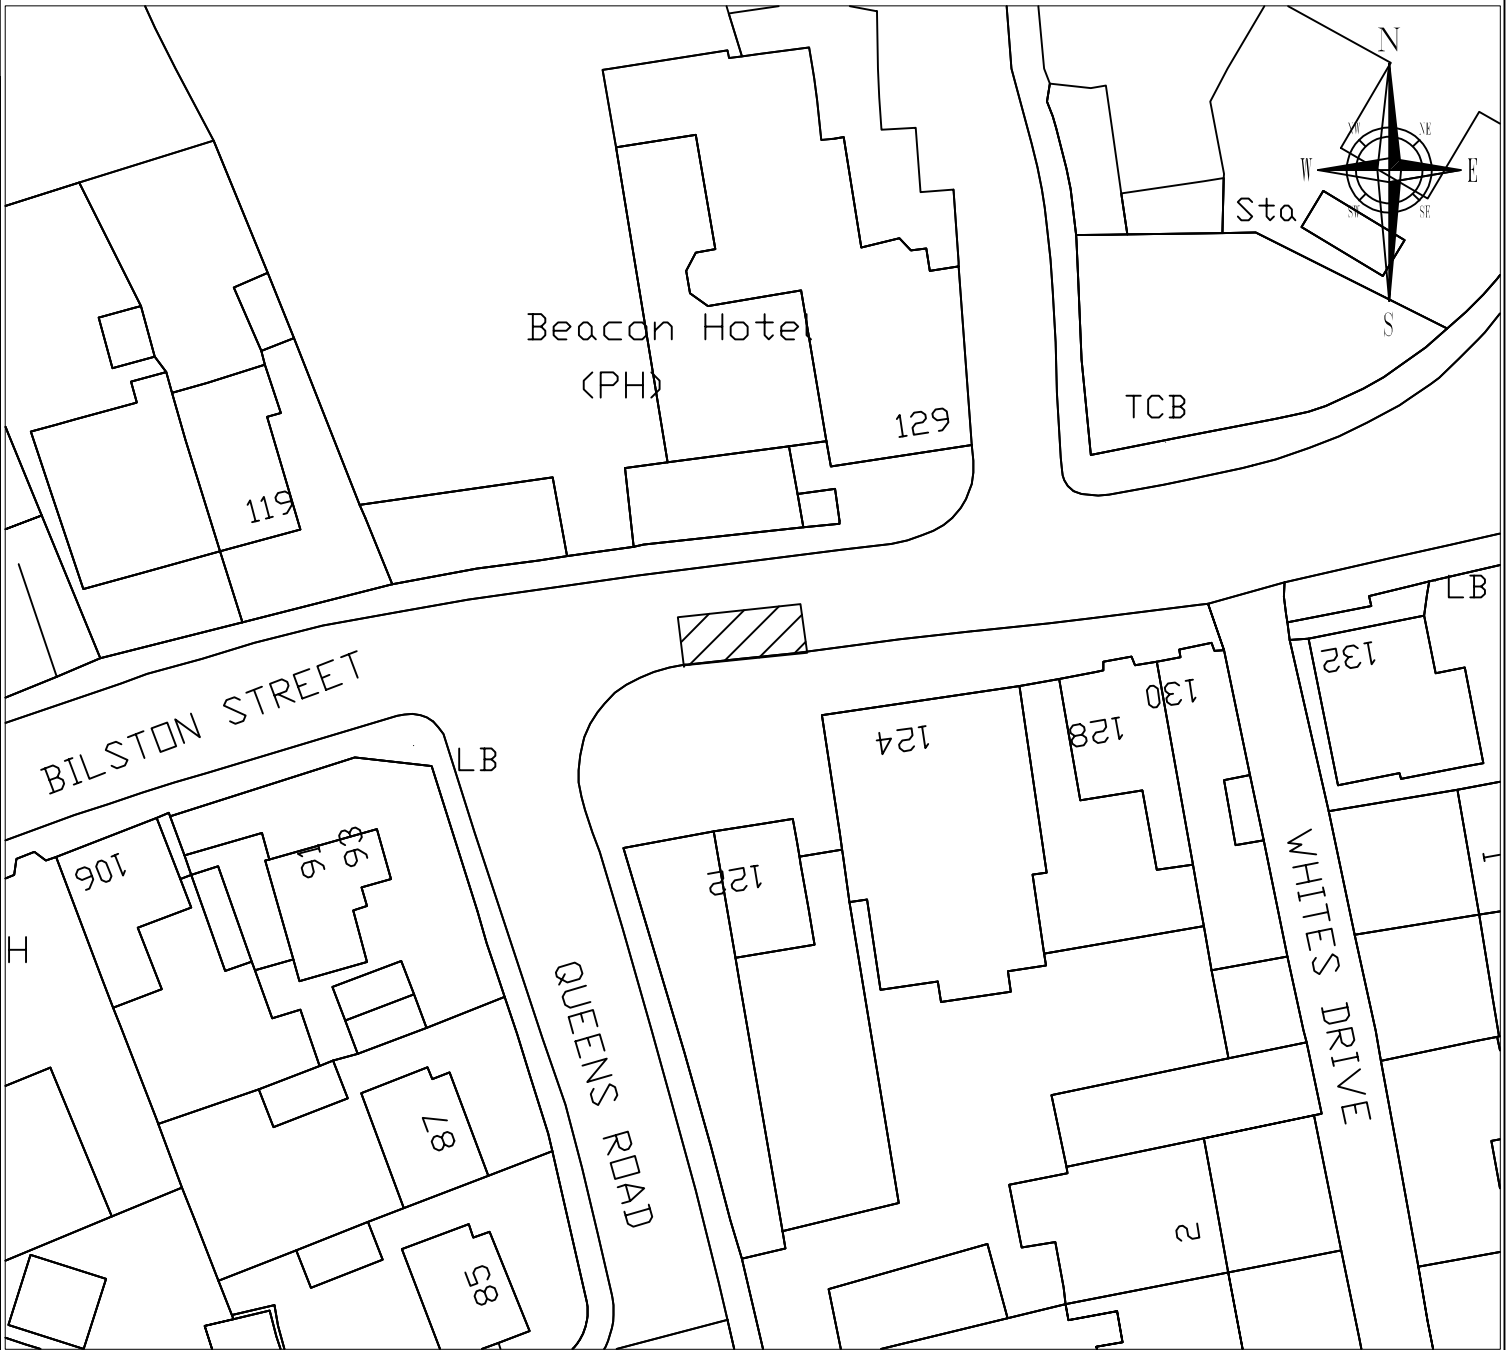 N
NW NE
W E
SW SE
S
Sta
Beacon Hotel
(PH)
TCB
129
119
LB
BILSTON STREET
132
130
128
124
LB
106
91
93
122
WHITES DRIVE
1
H
QUEENS ROAD
87
2
85